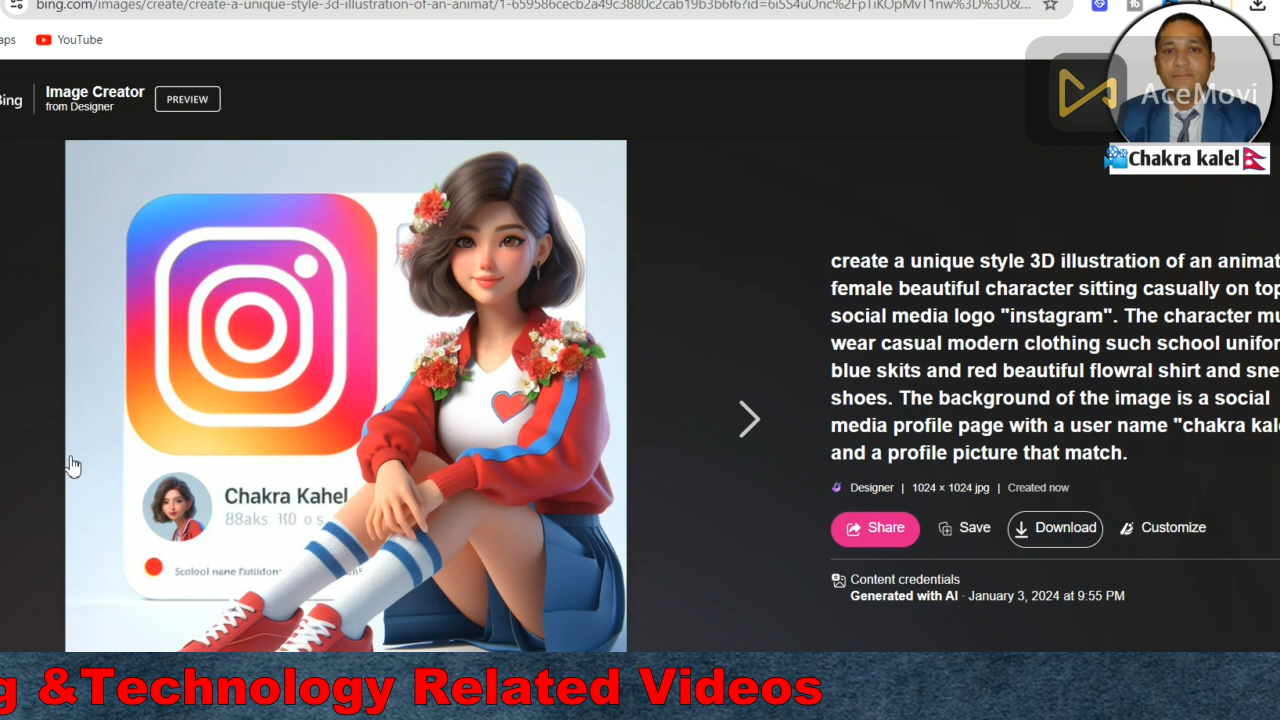 bing.com/images/create/create-a-unique-style-3d-illustration-of-an-animat/1-659586cecb2a49c3880c2cab19b3b6f6?id=6iSS4uOnc%2FpTiKOpMvT1nw%3D%3D&...
aps YouTube
AceMovi
Bing Image Creator
from Designer
PREVIEW
Chakra kalel
create a unique style 3D illustration of an animat
female beautiful character sitting casually on top
social media logo "instagram". The character mu
wear casual modern clothing such school unifor
blue skits and red beautiful flowral shirt and sne
shoes. The background of the image is a social
media profile page with a user name "chakra kale
and a profile picture that match.
Designer | 1024 × 1024 jpg | Created now
Share Save Download Customize
Content credentials
Generated with AI · January 3, 2024 at 9:55 PM
Chakra Kahel
g &Technology Related Videos